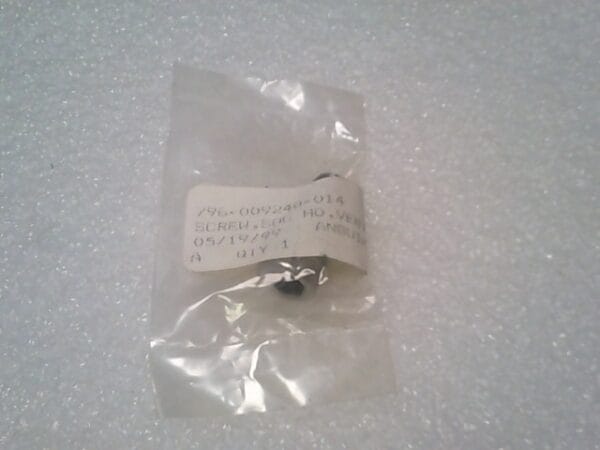 796-009240-014
SCREW, SOC HD, VENT
05/19/99
A QTY 1